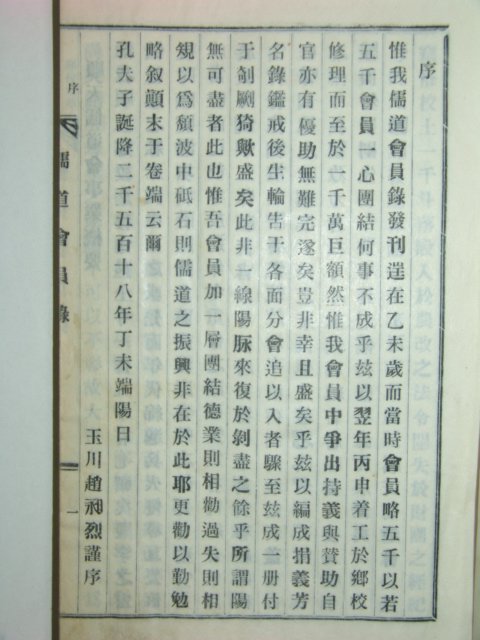 序
惟我儒道會員錄發刊迬在乙未歲而當時會員略五千以若
五千會員一心團結何事不成乎玆以翌年丙申着工於鄉校
修理而至於一千萬巨額然惟我會員中爭出持義與贊助自
官亦有優助無難完遂矣豈非幸且盛矣乎玆以編成捐義芳
名錄鑑戒後生輪告于各面分會追以入者驟至玆成一册付
于剞劂猗歟盛矣此非一線陽脉來復於剝盡之餘乎所謂陽
無可盡者此也惟吾會員加一層團結德業則相勸過失則相
規以爲頹波中砥石則儒道之振興非在於此耶更勸以勤勉
略叙顚末于卷端云爾
孔夫子誕降二千五百十八年丁未端陽日
玉川趙烈謹序
序
儒道會員錄
一